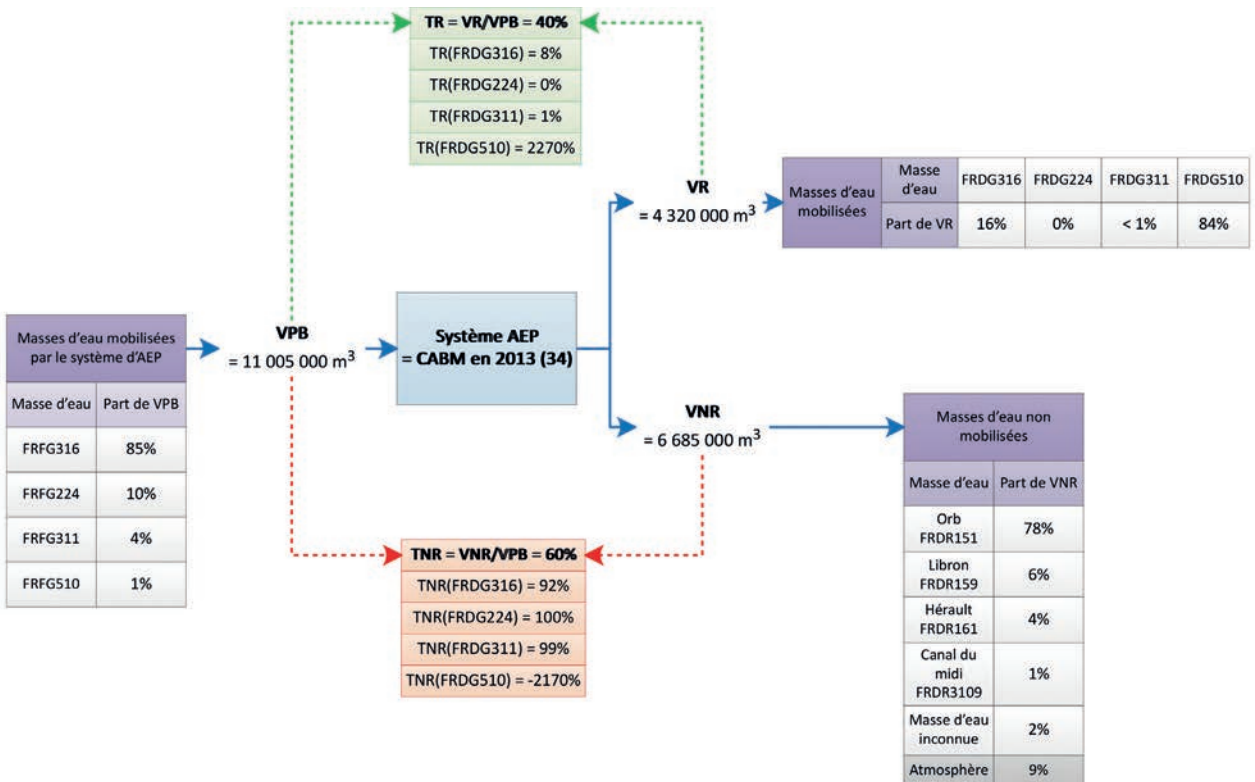 TR = VR/VPB = 40%
TR(FRDG316) = 8%
TR(FRDG224) = 0%
TR(FRDG311) = 1%
TR(FRDG510) = 2270%
VR
= 4 320 000 m³
Masses d'eau
mobilisées
Masse
d'eau
FRDG316 FRDG224 FRDG311 FRDG510
Part de VR 16% 0% < 1% 84%
Masses d'eau mobilisées
par le système d'AEP
Masse d'eau Part de VPB
FRFG316 85%
FRFG224 10%
FRFG311 4%
FRFG510 1%
VPB
= 11 005 000 m³
Système AEP
= CABM en 2013 (34)
VNR
= 6 685 000 m³
Masses d'eau non
mobilisées
Masse d'eau Part de VNR
Orb
FRDR151
78%
Libron
FRDR159
6%
Hérault
FRDR161
4%
Canal du
midi
FRDR3109
1%
Masse d'eau
inconnue
2%
Atmosphère 9%
TNR = VNR/VPB = 60%
TNR(FRDG316) = 92%
TNR(FRDG224) = 100%
TNR(FRDG311) = 99%
TNR(FRDG510) = -2170%